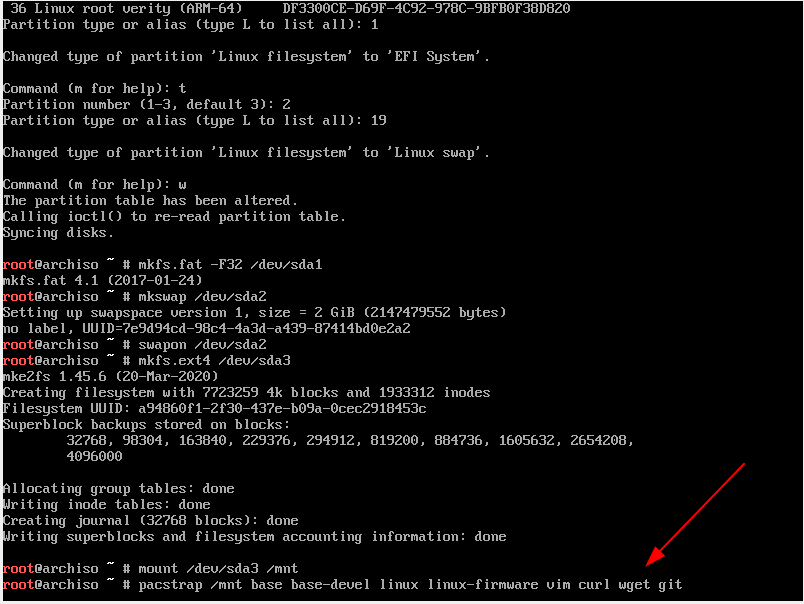 36 Linux root verity (ARM-64)     DF3300CE-D69F-4C92-978C-9BFB0F38D820
Partition type or alias (type L to list all): 1
Changed type of partition 'Linux filesystem' to 'EFI System'.
Command (m for help): t
Partition number (1-3, default 3): 2
Partition type or alias (type L to list all): 19
Changed type of partition 'Linux filesystem' to 'Linux swap'.
Command (m for help): w
The partition table has been altered.
Calling ioctl() to re-read partition table.
Syncing disks.
root@archiso ~ # mkfs.fat -F32 /dev/sda1
mkfs.fat 4.1 (2017-01-24)
root@archiso ~ # mkswap /dev/sda2
Setting up swapspace version 1, size = 2 GiB (2147479552 bytes)
no label, UUID=7e9d94cd-98c4-4a3d-a439-87414bd0e2a2
root@archiso ~ # swapon /dev/sda2
root@archiso ~ # mkfs.ext4 /dev/sda3
mke2fs 1.45.6 (20-Mar-2020)
Creating filesystem with 7723259 4k blocks and 1933312 inodes
Filesystem UUID: a94860f1-2f30-437e-b09a-0cec2918453c
Superblock backups stored on blocks:
        32768, 98304, 163840, 229376, 294912, 819200, 884736, 1605632, 2654208,
        4096000
Allocating group tables: done
Writing inode tables: done
Creating journal (32768 blocks): done
Writing superblocks and filesystem accounting information: done
root@archiso ~ # mount /dev/sda3 /mnt
root@archiso ~ # pacstrap /mnt base base-devel linux linux-firmware vim curl wget git